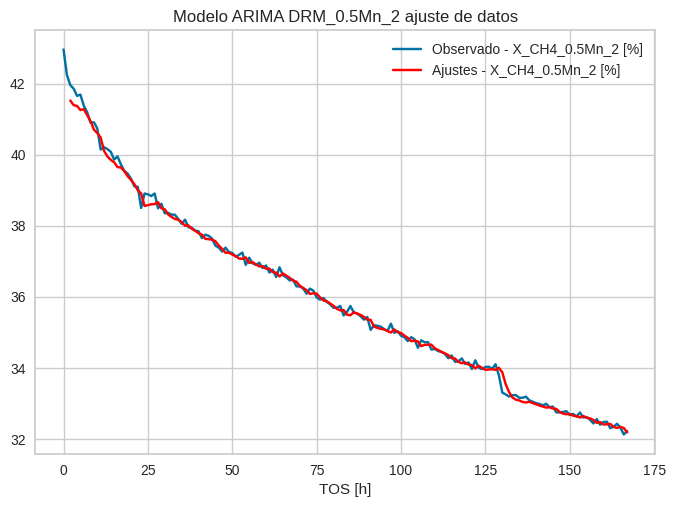 Modelo ARIMA DRM_0.5Mn_2 ajuste de datos
Observado - X_CH4_0.5Mn_2 [%]
Ajustes - X_CH4_0.5Mn_2 [%]
42
40
38
36
34
32
0 25 50 75 100 125 150 175
TOS [h]